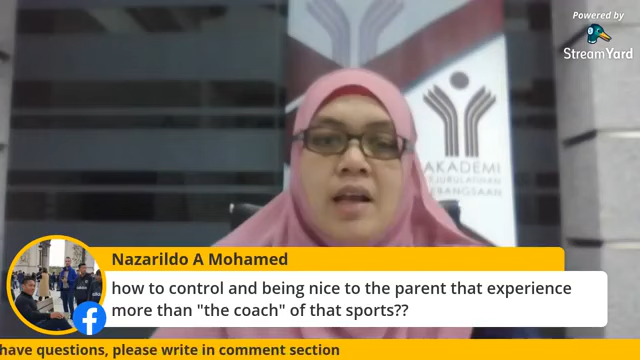 Powered by
StreamYard
AKADEMI
KEJURULATIHAN
KEBANGSAAN
Nazarildo A Mohamed
how to control and being nice to the parent that experience
more than "the coach" of that sports??
have questions, please write in comment section